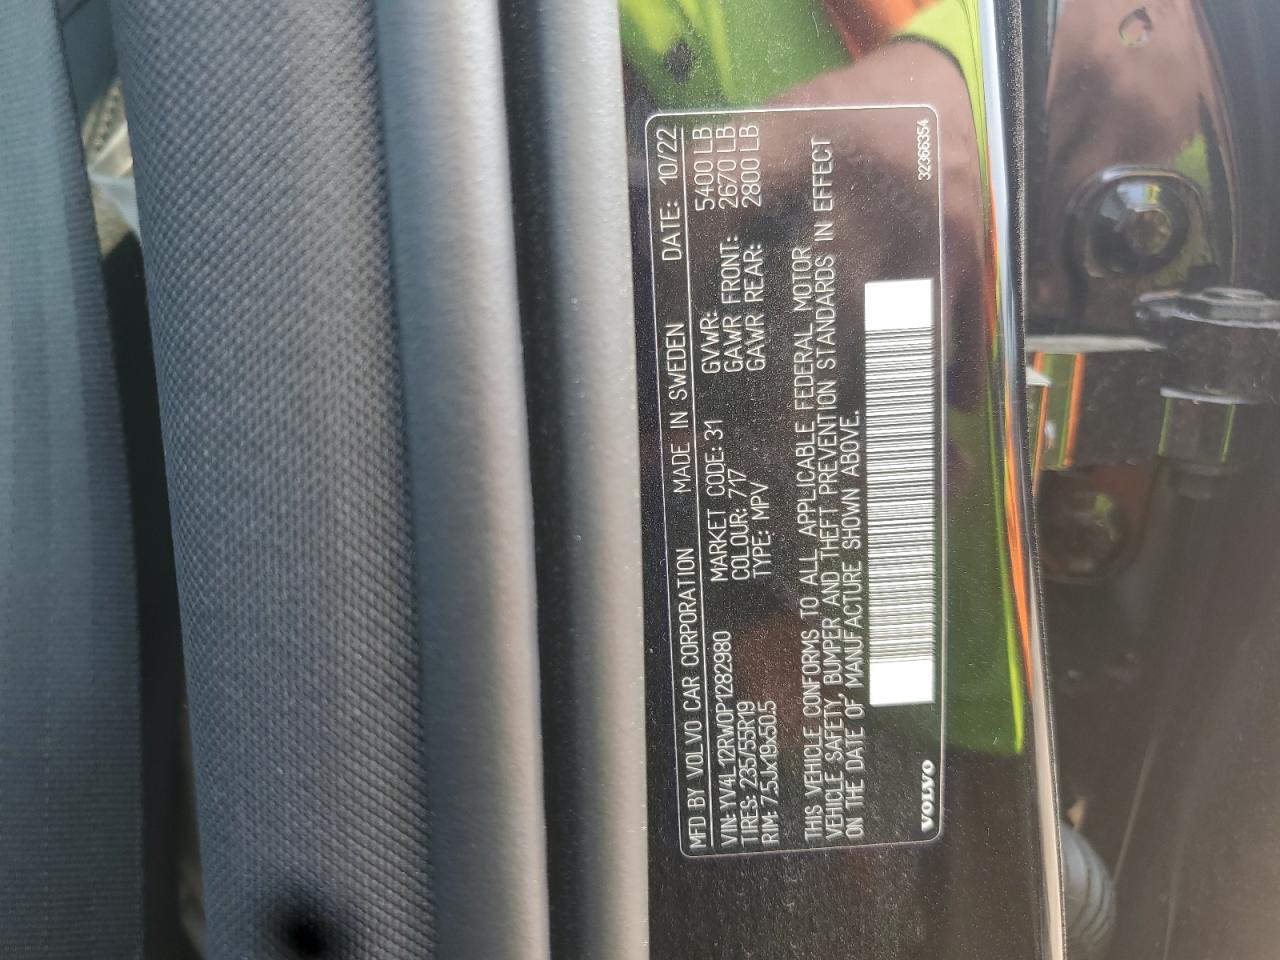 MFD BY VOLVO CAR CORPORATION MADE IN SWEDEN DATE: 10/22
VIN: YV4L12RW0P1282980 MARKET CODE: 31 GVWR: 5400 LB
TIRES: 235/55R19 COLOUR: 717 GAWR FRONT: 2670 LB
RIM: 7.5Jx19x50.5 TYPE: MPV GAWR REAR: 2800 LB
THIS VEHICLE CONFORMS TO ALL APPLICABLE FEDERAL MOTOR
VEHICLE SAFETY, BUMPER AND THEFT PREVENTION STANDARDS IN EFFECT
ON THE DATE OF MANUFACTURE SHOWN ABOVE.
VOLVO 32366354